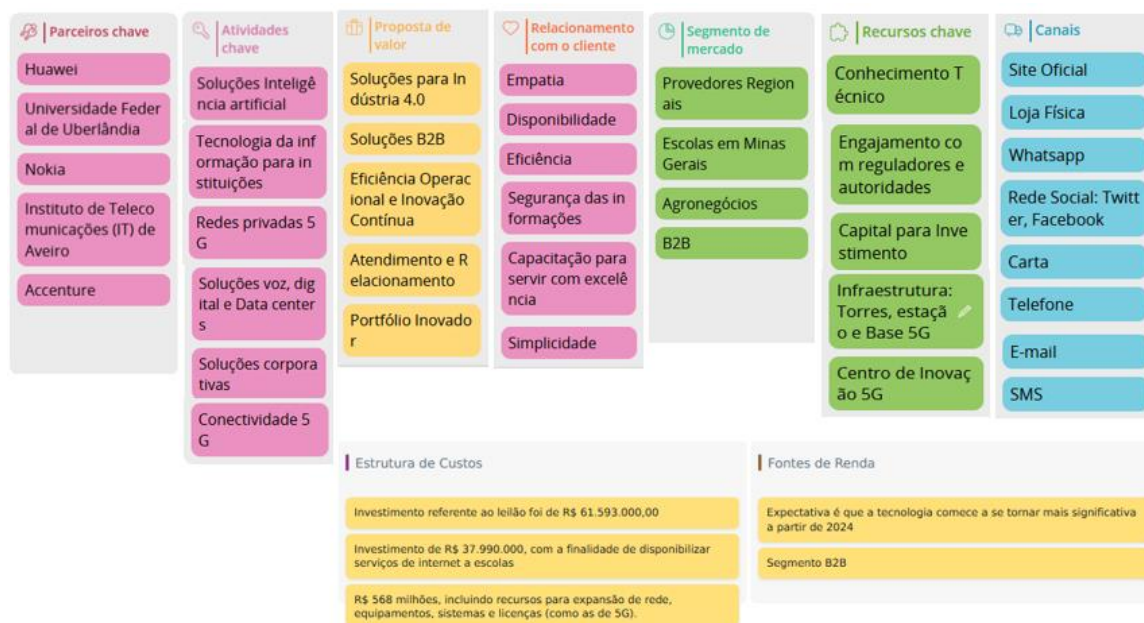 Parceiros chave
Huawei
Universidade Feder
al de Uberlândia
Nokia
Instituto de Teleco
municações (IT) de
Aveiro
Accenture
Atividades
chave
Soluções Inteligê
ncia artificial
Tecnologia da inf
ormação para in
stituições
Redes privadas 5
G
Soluções voz, dig
ital e Data center
s
Soluções corpora
tivas
Conectividade 5
G
Proposta de
valor
Soluções para In
dústria 4.0
Soluções B2B
Eficiência Operac
ional e Inovação
Contínua
Atendimento e R
elacionamento
Portfólio Inovado
r
Relacionamento
com o cliente
Empatia
Disponibilidade
Eficiência
Segurança das in
formações
Capacitação para
servir com excelê
ncia
Simplicidade
Segmento de
mercado
Provedores Region
ais
Escolas em Minas
Gerais
Agronegócios
B2B
Recursos chave
Conhecimento T
écnico
Engajamento co
m reguladores e
autoridades
Capital para Inve
stimento
Infraestrutura:
Torres, estaçã
o e Base 5G
Centro de Inovaç
ão 5G
Canais
Site Oficial
Loja Física
Whatsapp
Rede Social: Twitt
er, Facebook
Carta
Telefone
E-mail
SMS
Estrutura de Custos
Investimento referente ao leilão foi de R$ 61.593.000,00
Investimento de R$ 37.990.000, com a finalidade de disponibilizar
serviços de internet a escolas
R$ 568 milhões, incluindo recursos para expansão de rede,
equipamentos, sistemas e licenças (como as de 5G).
Fontes de Renda
Expectativa é que a tecnologia comece a se tornar mais significativa
a partir de 2024
Segmento B2B